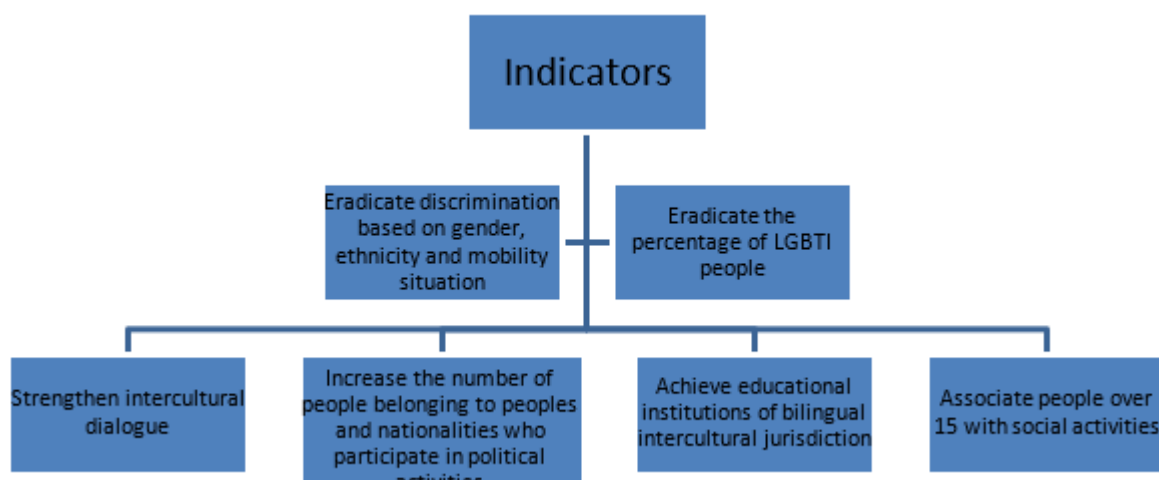 Indicators
Eradicate discrimination
based on gender,
ethnicity and mobility
situation
Eradicate the
percentage of LGBTI
people
Strengthen intercultural
dialogue
Increase the number of
people belonging to peoples
and nationalities who
participate in political
activities
Achieve educational
institutions of bilingual
intercultural jurisdiction
Associate people over
15 with social activities